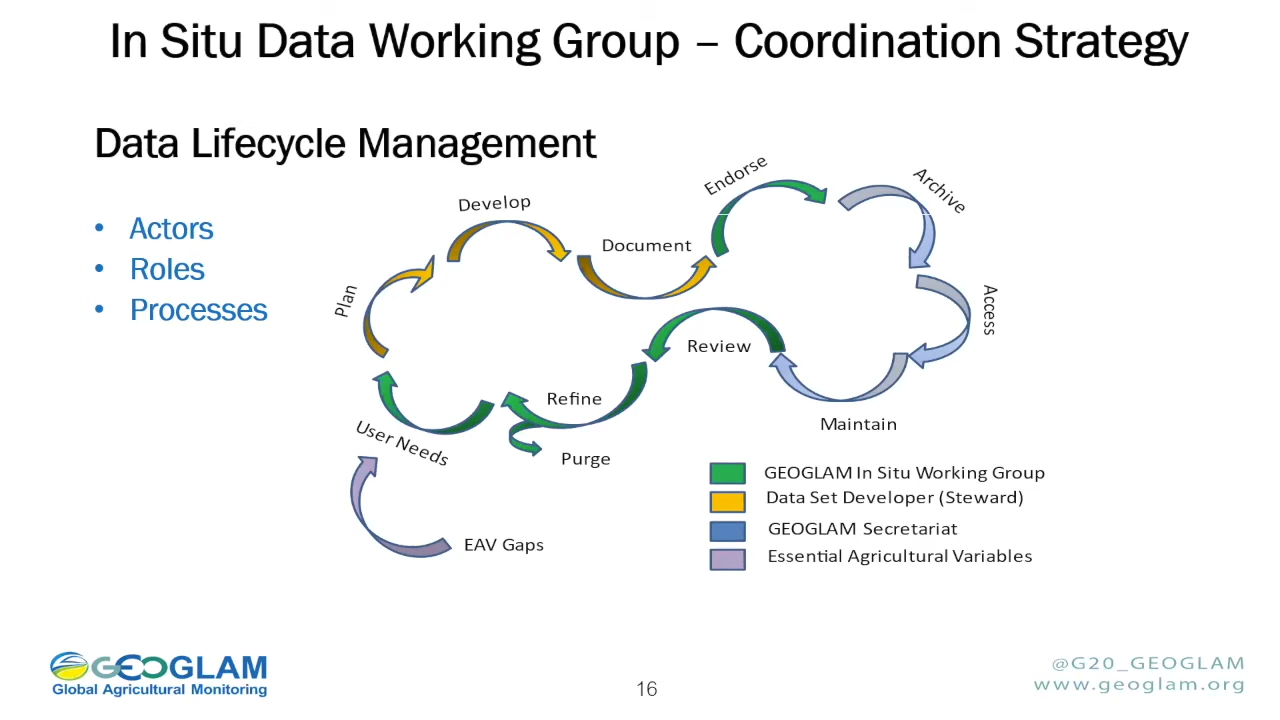 In Situ Data Working Group – Coordination Strategy
Data Lifecycle Management
• Actors
• Roles
• Processes
Plan
Develop
Document
Endorse
Archive
Access
Maintain
Review
Refine
Purge
User Needs
EAV Gaps
GEOGLAM In Situ Working Group
Data Set Developer (Steward)
GEOGLAM Secretariat
Essential Agricultural Variables
GEOGLAM
Global Agricultural Monitoring
16
@G20_GEOGLAM
www.geoglam.org